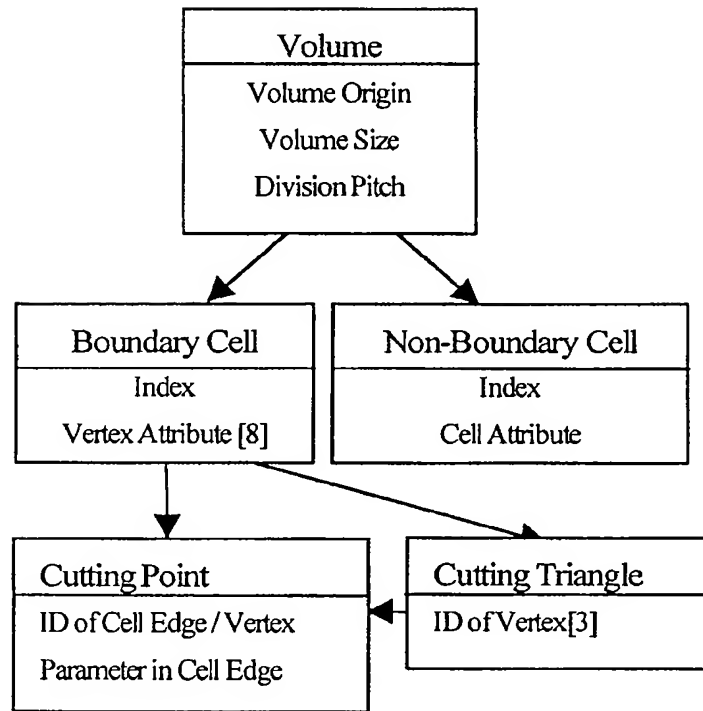 Volume
Volume Origin
Volume Size
Division Pitch
Boundary Cell
Index
Vertex Attribute [8]
Non-Boundary Cell
Index
Cell Attribute
Cutting Point
ID of Cell Edge / Vertex
Parameter in Cell Edge
Cutting Triangle
ID of Vertex[3]